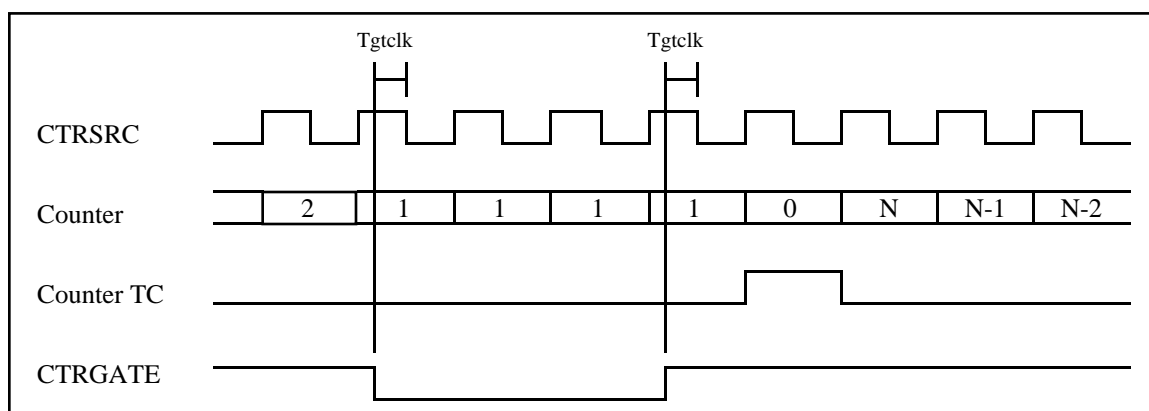 Tgtclk Tgtclk
CTRSRC
Counter 2 1 1 1 1 0 N N-1 N-2
Counter TC
CTRGATE